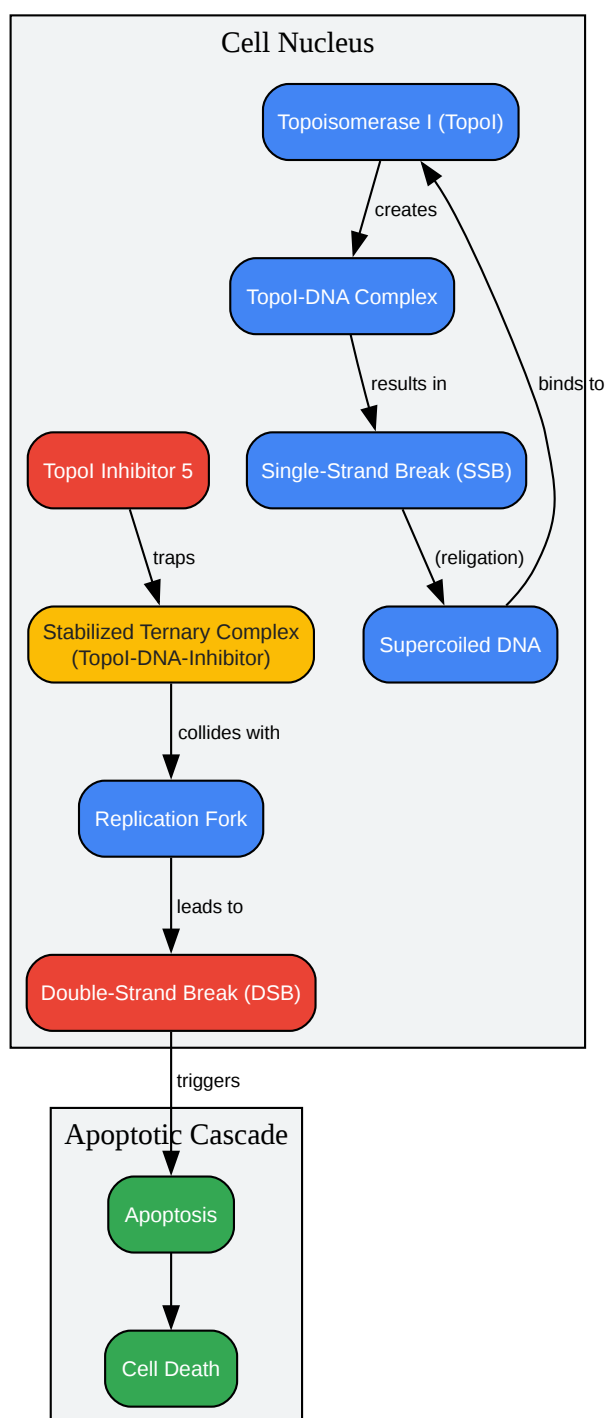 Cell Nucleus
Topoisomerase I (TopoI)
creates
TopoI-DNA Complex
results in
binds to
TopoI Inhibitor 5
Single-Strand Break (SSB)
traps
(religation)
Stabilized Ternary Complex
(TopoI-DNA-Inhibitor)
Supercoiled DNA
collides with
Replication Fork
leads to
Double-Strand Break (DSB)
triggers
Apoptotic Cascade
Apoptosis
Cell Death